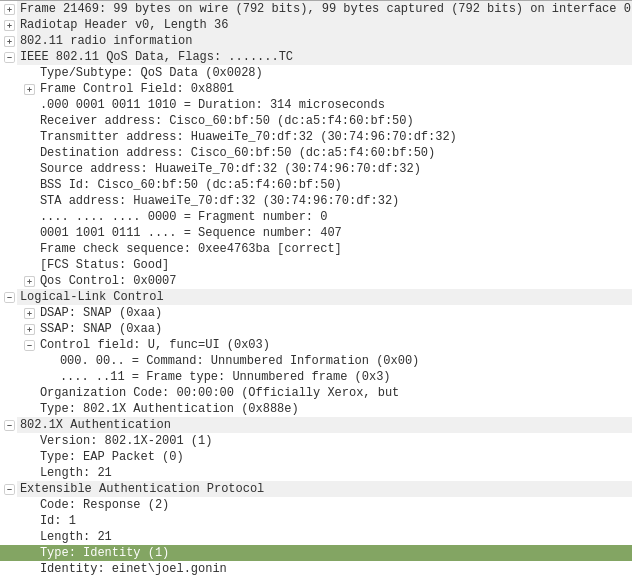 Frame 21469: 99 bytes on wire (792 bits), 99 bytes captured (792 bits) on interface 0
Radiotap Header v0, Length 36
802.11 radio information
IEEE 802.11 QoS Data, Flags: .......TC
Type/Subtype: QoS Data (0x0028)
Frame Control Field: 0x8801
.000 0001 0011 1010 = Duration: 314 microseconds
Receiver address: Cisco_60:bf:50 (dc:a5:f4:60:bf:50)
Transmitter address: HuaweiTe_70:df:32 (30:74:96:70:df:32)
Destination address: Cisco_60:bf:50 (dc:a5:f4:60:bf:50)
Source address: HuaweiTe_70:df:32 (30:74:96:70:df:32)
BSS Id: Cisco_60:bf:50 (dc:a5:f4:60:bf:50)
STA address: HuaweiTe_70:df:32 (30:74:96:70:df:32)
.... .... .... 0000 = Fragment number: 0
0001 1001 0111 .... = Sequence number: 407
Frame check sequence: 0xee4763ba [correct]
[FCS Status: Good]
Qos Control: 0x0007
Logical-Link Control
DSAP: SNAP (0xaa)
SSAP: SNAP (0xaa)
Control field: U, func=UI (0x03)
000. 00.. = Command: Unnumbered Information (0x00)
.... ..11 = Frame type: Unnumbered frame (0x3)
Organization Code: 00:00:00 (Officially Xerox, but
Type: 802.1X Authentication (0x888e)
802.1X Authentication
Version: 802.1X-2001 (1)
Type: EAP Packet (0)
Length: 21
Extensible Authentication Protocol
Code: Response (2)
Id: 1
Length: 21
Type: Identity (1)
Identity: einet\joel.gonin